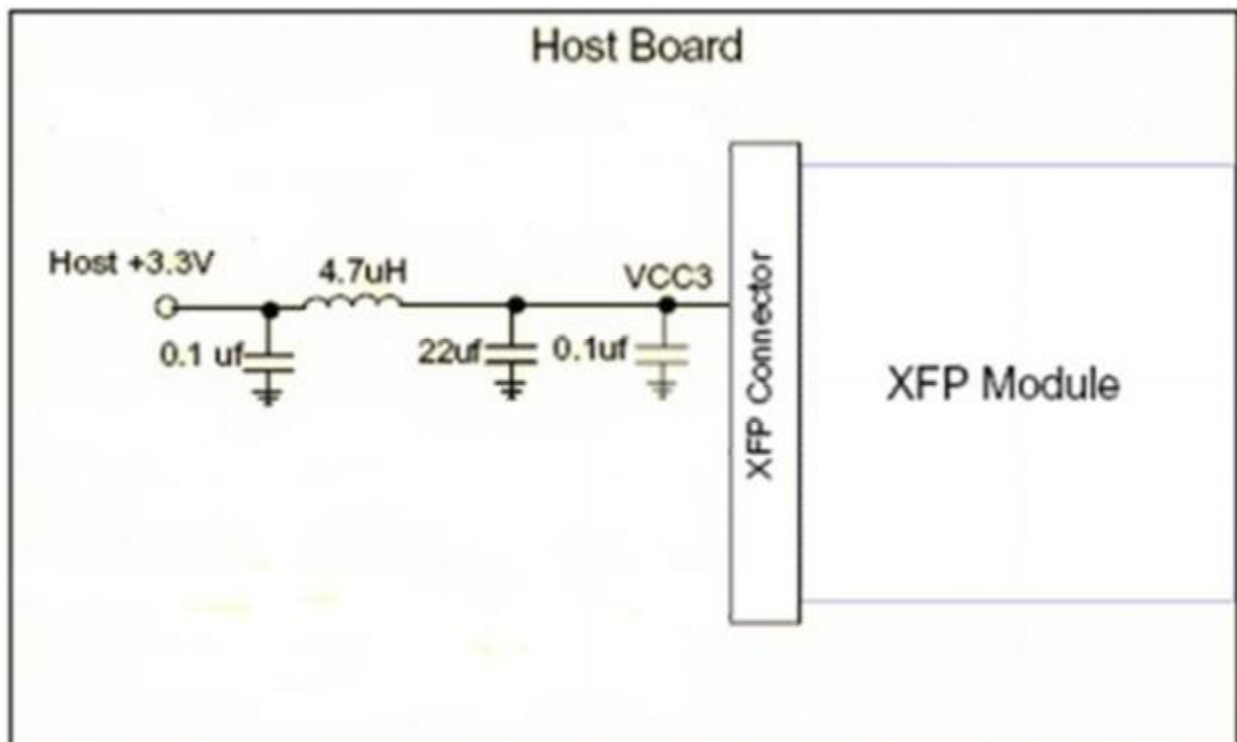 Host Board
Host +3.3V
4.7uH
VCC3
0.1 uf
22uf
0.1uf
XFP Connector
XFP Module